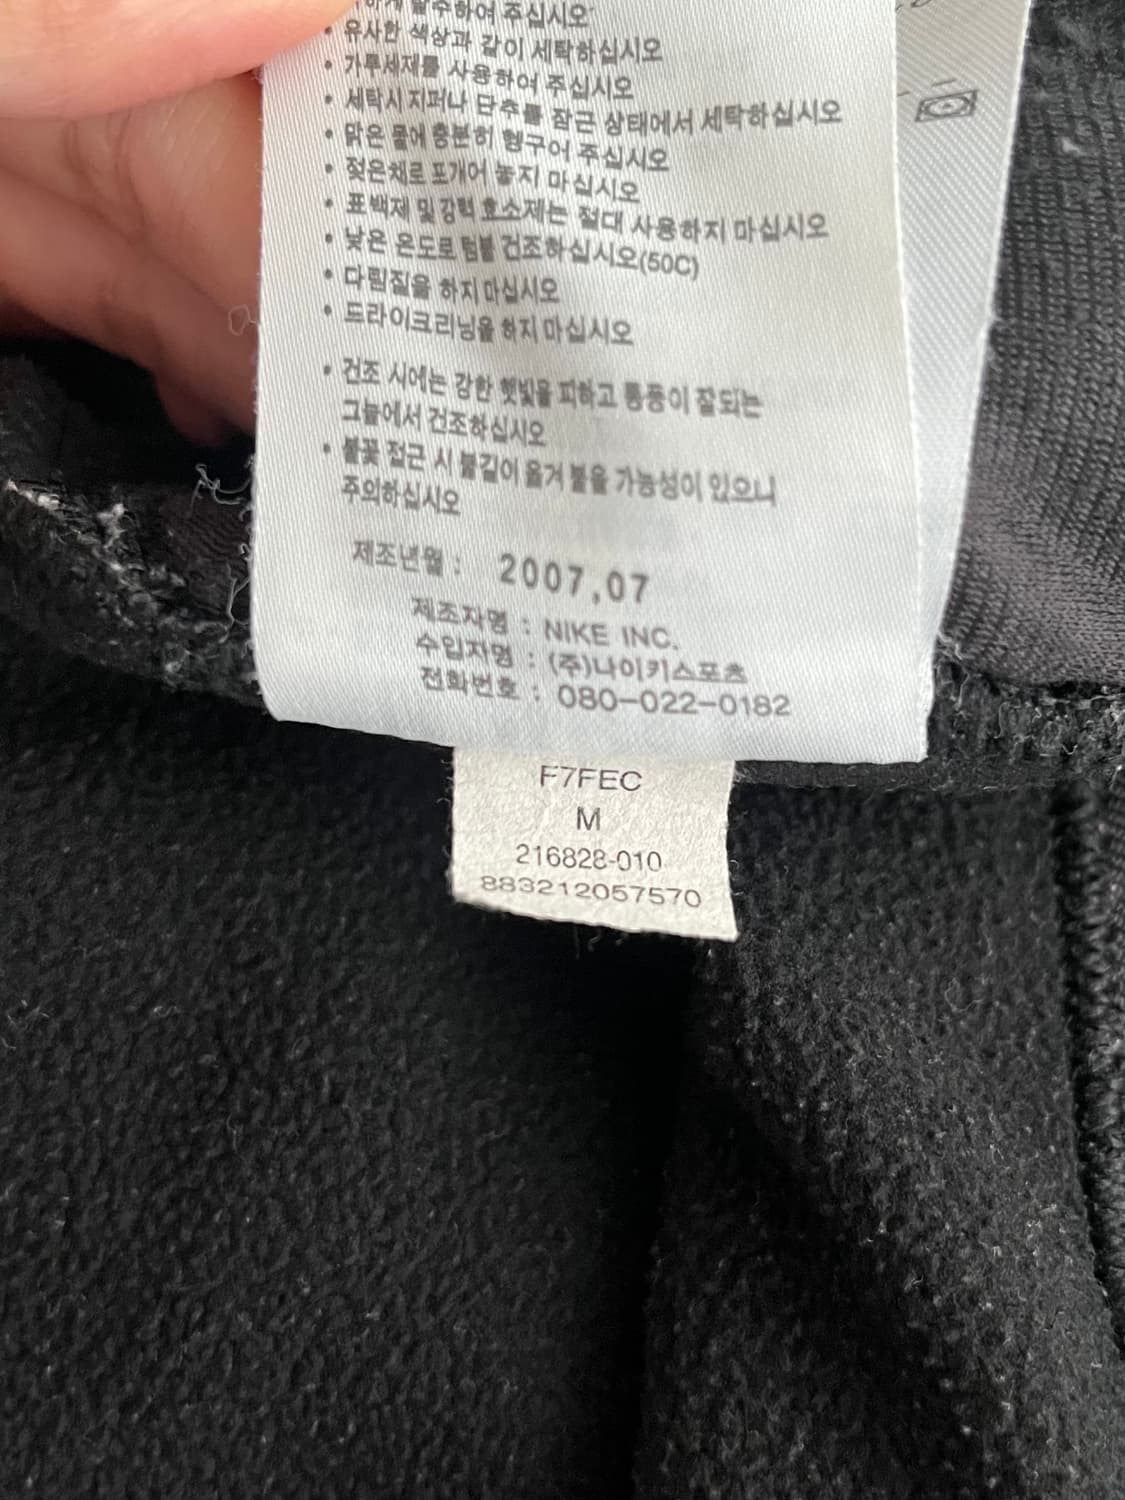 하게 탈수하여 주십시오
• 유사한 색상과 같이 세탁하십시오
• 가루세제를 사용하여 주십시오
• 세탁시 지퍼나 단추를 잠근 상태에서 세탁하십시오
• 맑은 물에 충분히 헹구어 주십시오
• 젖은채로 포개어 놓지 마십시오
• 표백제 및 강력 효소제는 절대 사용하지 마십시오
• 낮은 온도로 텀블 건조하십시오(50C)
• 다림질을 하지 마십시오
• 드라이크리닝을 하지 마십시오
• 건조 시에는 강한 햇빛을 피하고 통풍이 잘되는
그늘에서 건조하십시오
• 불꽃 접근 시 불길이 옮겨 붙을 가능성이 있으니
주의하십시오
제조년월 : 2007.07
제조자명 : NIKE INC.
수입자명 : (주)나이키스포츠
전화번호 : 080-022-0182
F7FEC
M
216828-010
883212057570